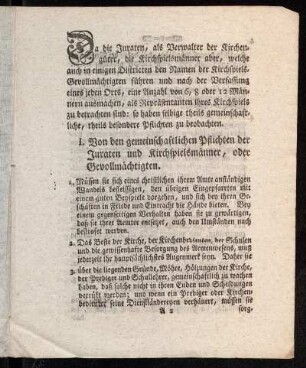 Da die Juraten, als Verwalter der Kirchen-
güter, die Kirchspielsmänner aber, welche
auch in einigen Districten den Namen der Kirchspiels-
Gevollmächtigten führen und nach der Verfassung
eines jeden Orts, eine Anzahl von 6, 8 oder 12 Män-
nern ausmachen, als Repräsentanten ihres Kirchspiels
zu betrachten sind: so haben selbige theils gemeinschaft-
liche, theils besondere Pflichten zu beobachten.
I. Von den gemeinschaftlichen Pflichten der
Juraten und Kirchspielsmänner, oder
Gevollmächtigten.
1. Müssen sie sich eines christlichen ihrem Amte anständigen
Wandels befleißigen, den übrigen Eingepfarrten mit
einem guten Beyspiele vorgehen, und sich bey ihren Ge-
schäften in Friede und Eintracht die Hände bieten. Bey
einem gegenseitigen Verhalten haben sie zu gewärtigen,
daß sie ihrer Aemter entsetzet, auch den Umständen nach
bestrafet werden.
2. Das Beste der Kirche, der Kirchenbedienten, der Schulen
und die gewissenhafte Besorgung des Armenwesens, muß
jederzeit ihr hauptsächlichstes Augenmerk seyn. Daher sie
3. über die liegenden Gründe, Möhre, Hölzungen der Kirche,
der Prediger und Schullehrer, gemeinschaftlich zu wachen
haben, daß solche nicht in ihren Enden und Scheidungen
verrückt werden; und wenn ein Prediger oder Kirchen-
bedienter seine Dienstländereyen verhäuert, müssen sie
A 2 sorg-